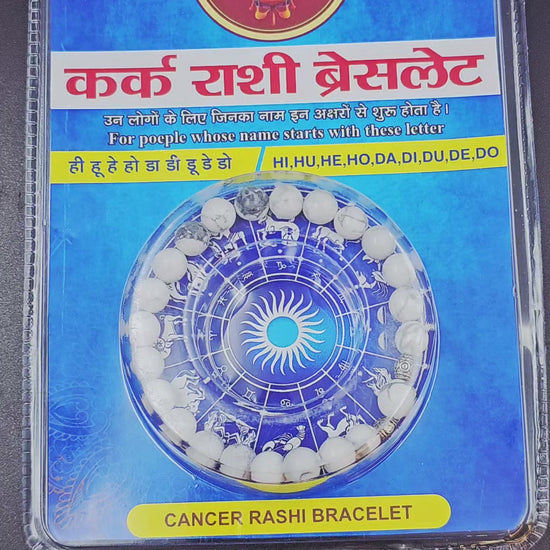 कर्क राशी ब्रेसलेट
उन लोगों के लिए जिनका नाम इन अक्षरों से शुरु होता है।
For poeple whose name starts with these letter
ही हू हे हो डा डी डू डे डो / HI,HU,HE,HO,DA,DI,DU,DE,DO
CANCER RASHI BRACELET